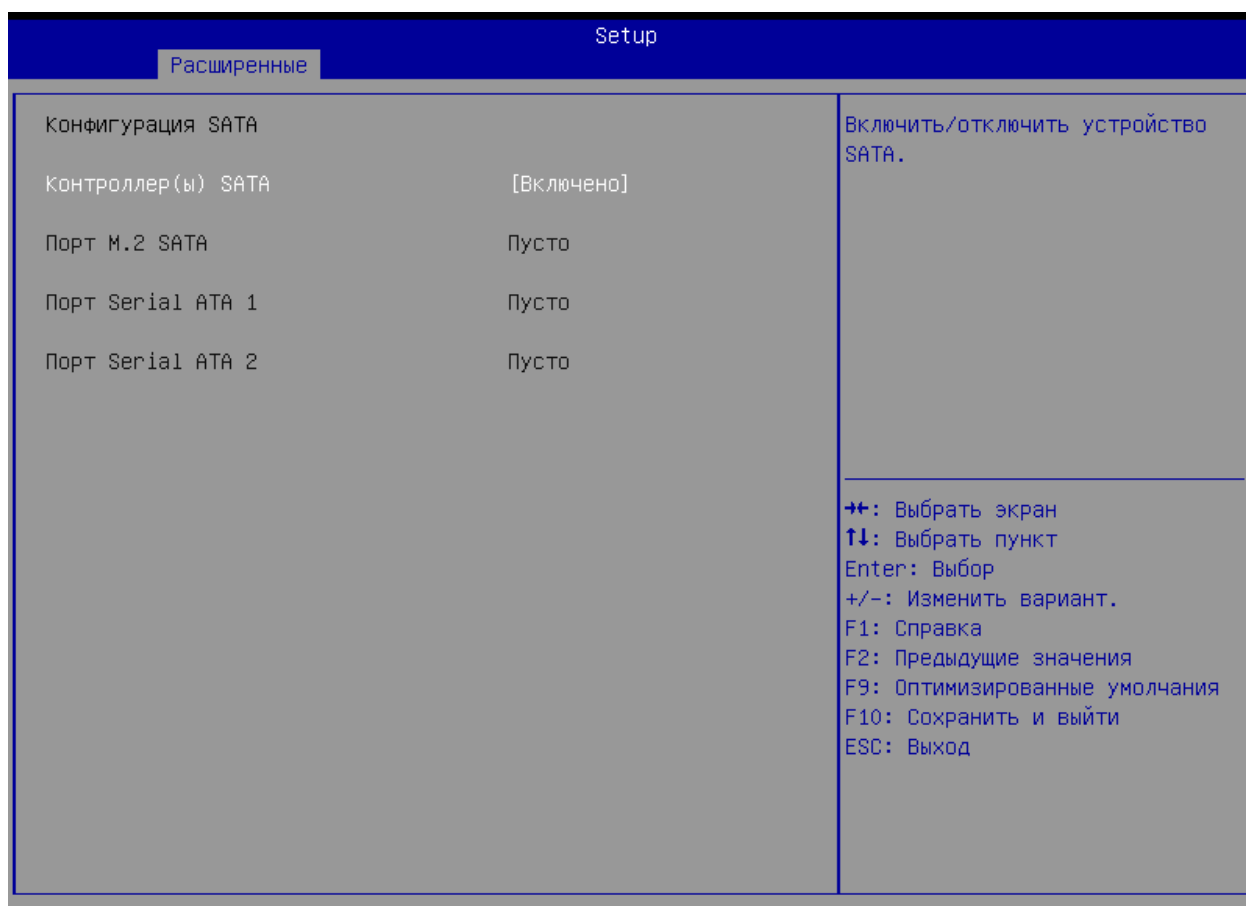 Setup
Расширенные
Конфигурация SATA
Контроллер(ы) SATA [Включено]
Порт M.2 SATA Пусто
Порт Serial ATA 1 Пусто
Порт Serial ATA 2 Пусто
Включить/отключить устройство
SATA.
→←: Выбрать экран
↑↓: Выбрать пункт
Enter: Выбор
+/-: Изменить вариант.
F1: Справка
F2: Предыдущие значения
F9: Оптимизированные умолчания
F10: Сохранить и выйти
ESC: Выход